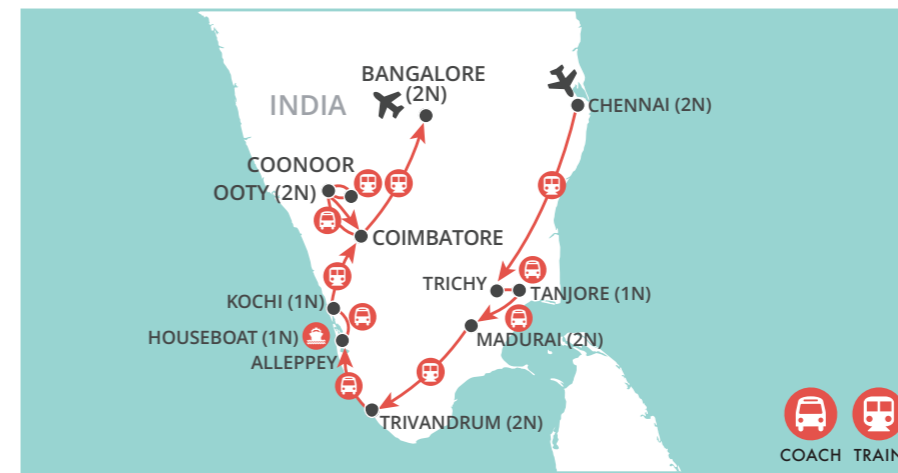 BANGALORE
(2N)
INDIA
CHENNAI (2N)
COONOOR
OOTY (2N)
COIMBATORE
TRICHY
TANJORE (1N)
KOCHI (1N)
HOUSEBOAT (1N)
MADURAI (2N)
ALLEPPEY
TRIVANDRUM (2N)
COACH TRAIN